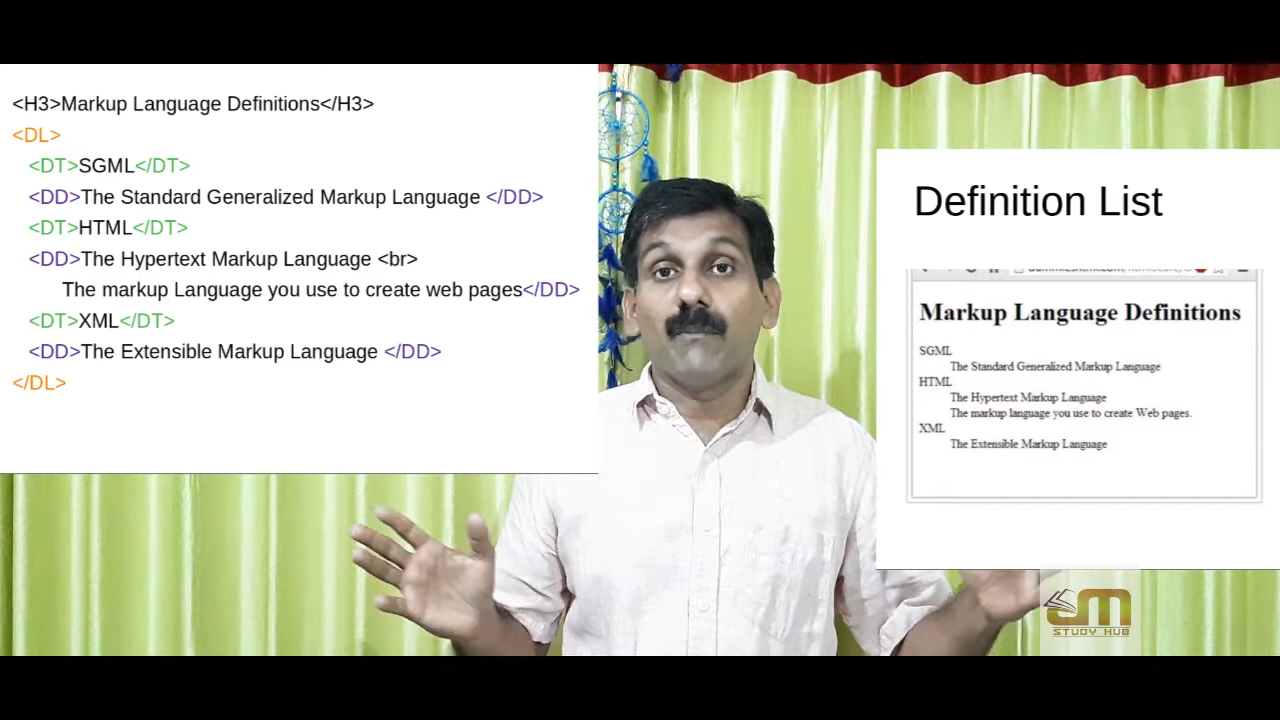 <H3>Markup Language Definitions</H3>
<DL>
<DT>SGML</DT>
<DD>The Standard Generalized Markup Language </DD>
<DT>HTML</DT>
<DD>The Hypertext Markup Language <br>
The markup Language you use to create web pages</DD>
<DT>XML</DT>
<DD>The Extensible Markup Language </DD>
</DL>
Definition List
Markup Language Definitions
SGML
The Standard Generalized Markup Language
HTML
The Hypertext Markup Language
The markup language you use to create Web pages.
XML
The Extensible Markup Language
STUDY HUB